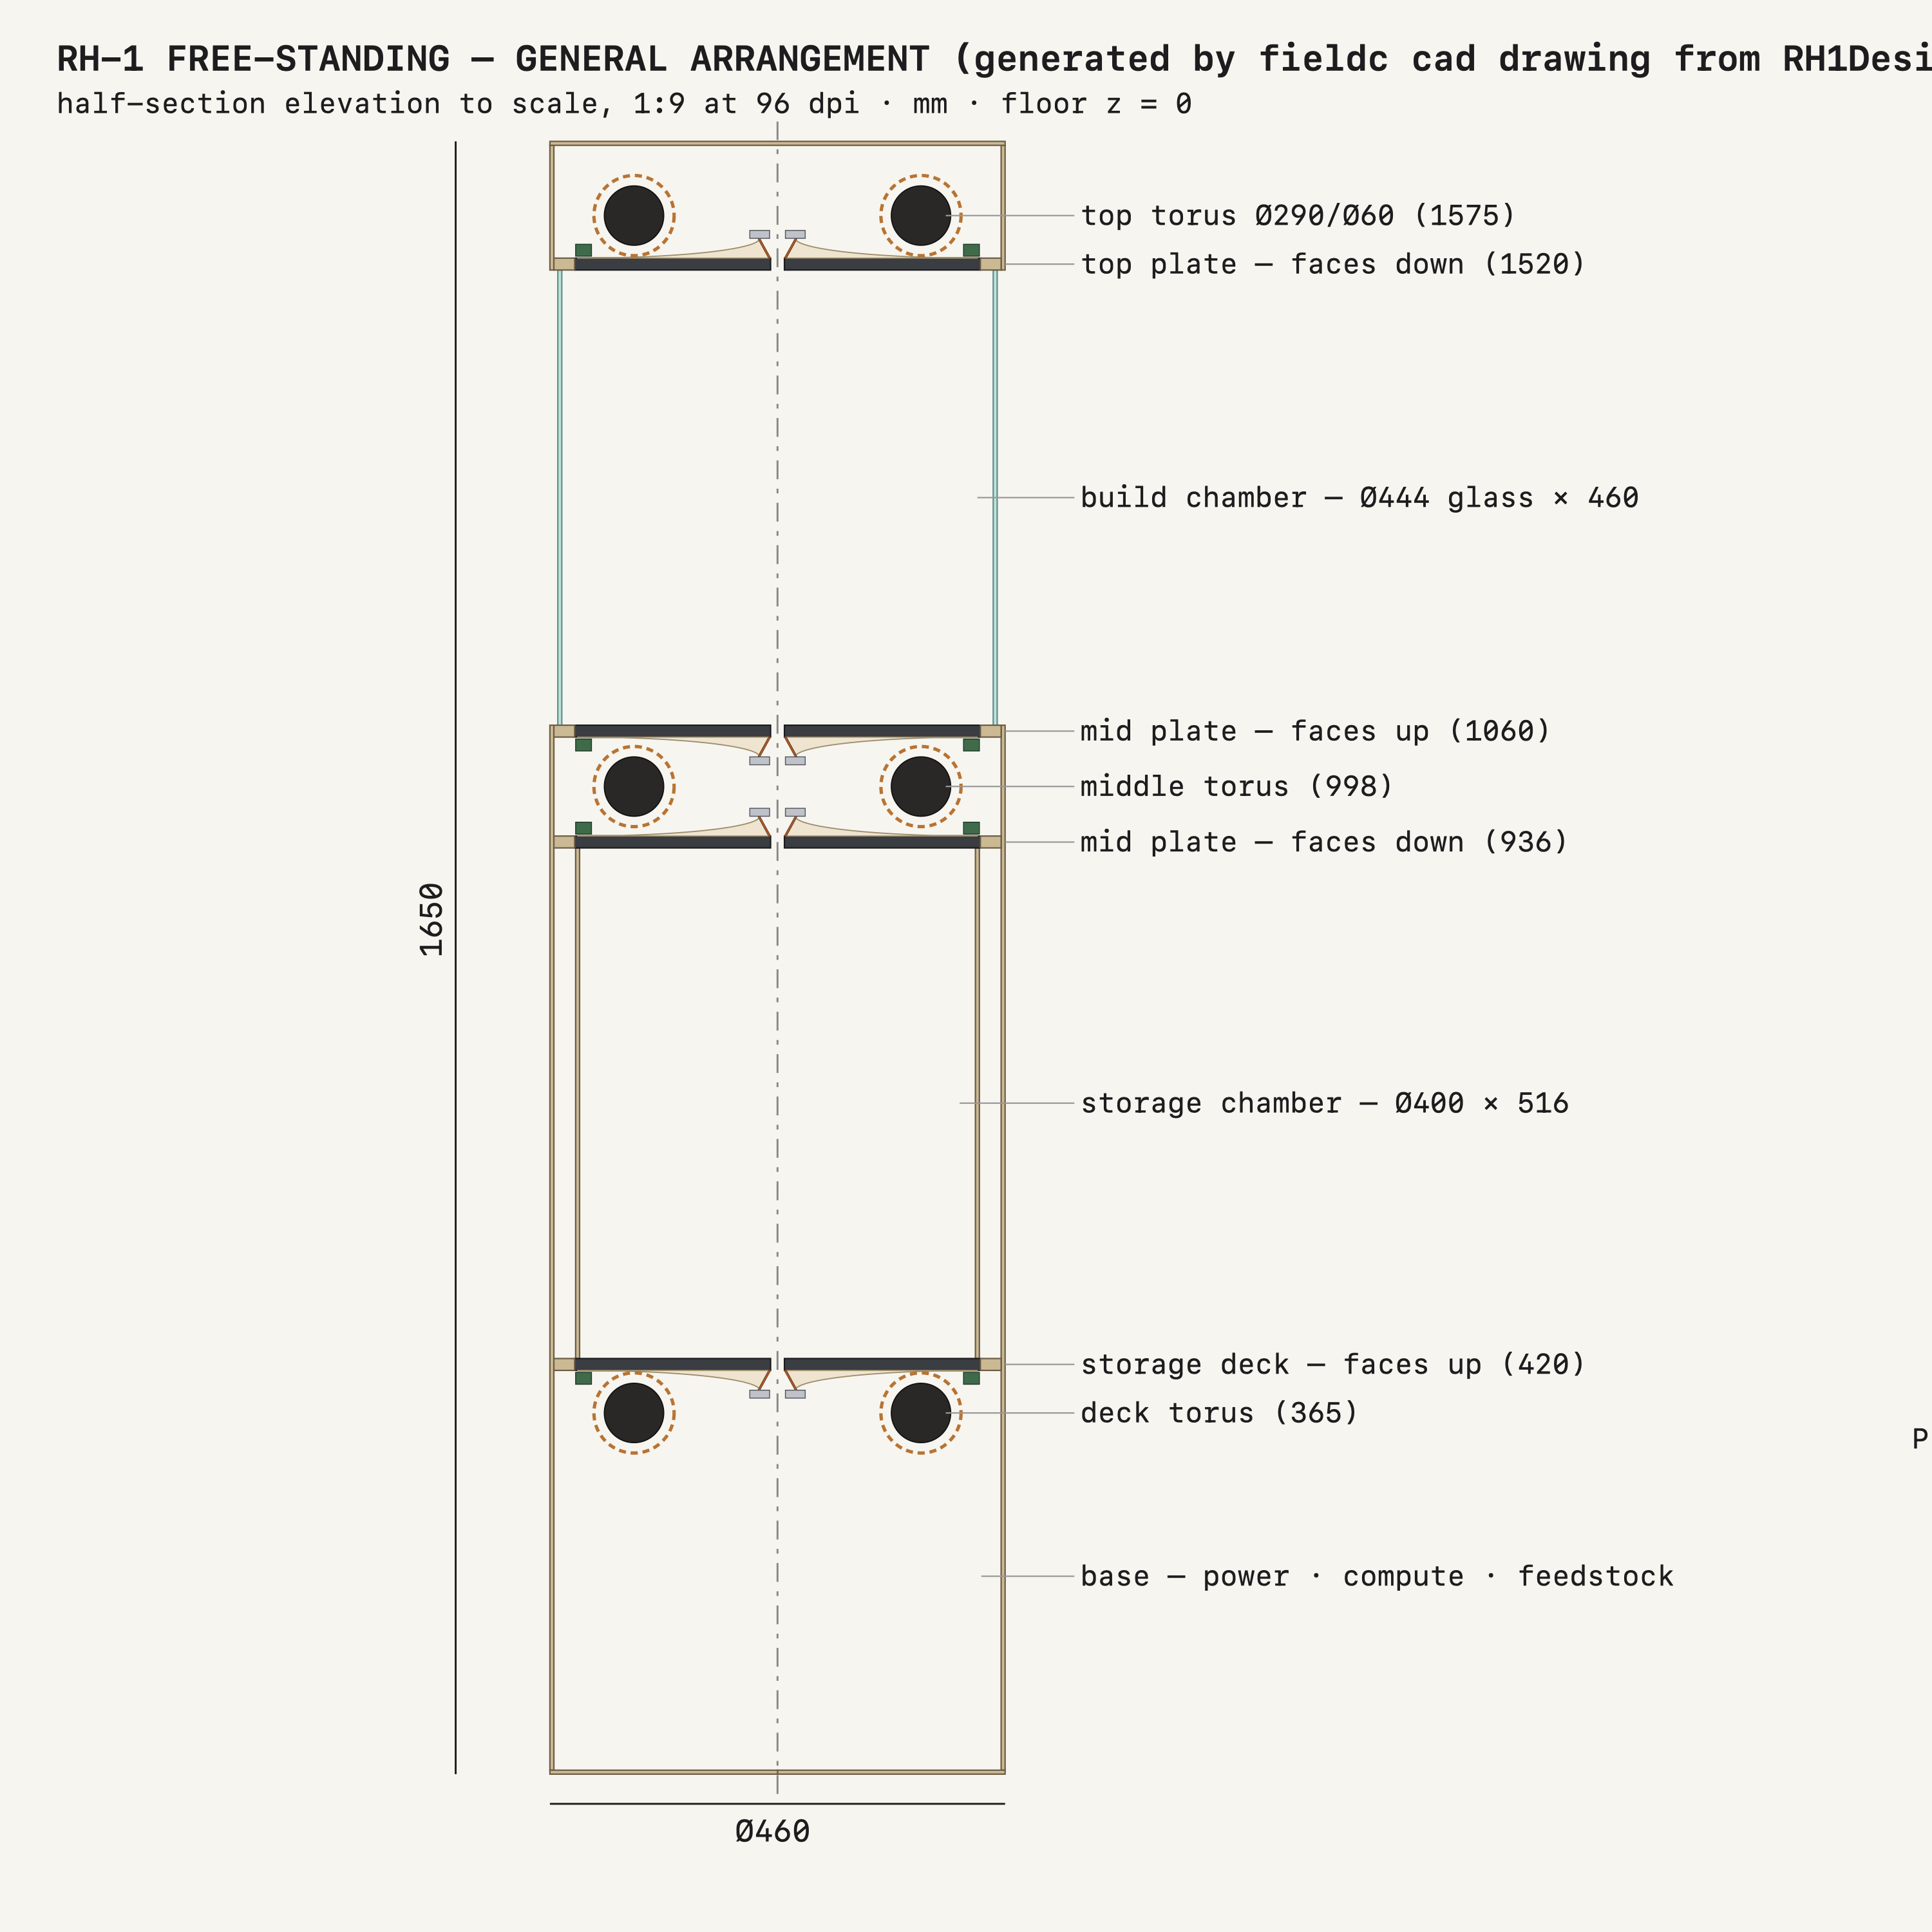 RH–1 FREE–STANDING — GENERAL ARRANGEMENT (generated by fieldc cad drawing from RH1Desi
half–section elevation to scale, 1:9 at 96 dpi · mm · floor z = 0
top torus Ø290/Ø60 (1575)
top plate — faces down (1520)
build chamber — Ø444 glass × 460
mid plate — faces up (1060)
middle torus (998)
mid plate — faces down (936)
1650
storage chamber — Ø400 × 516
storage deck — faces up (420)
deck torus (365)
P
base — power · compute · feedstock
Ø460